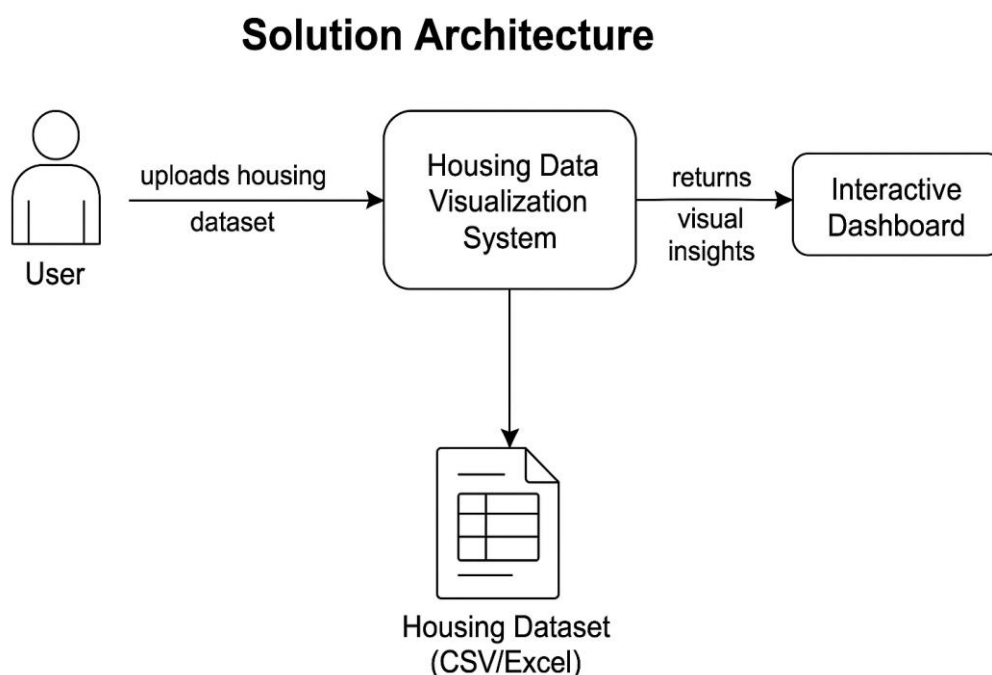 Solution Architecture
User
uploads housing
dataset
Housing Data
Visualization
System
returns
visual
insights
Interactive
Dashboard
Housing Dataset
(CSV/Excel)